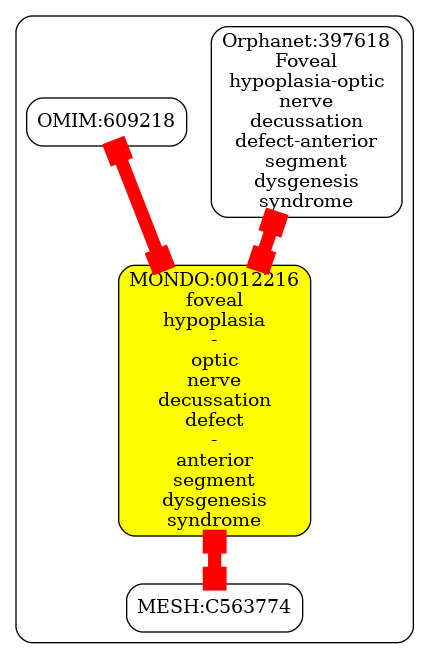 Orphanet:397618
Foveal
hypoplasia-optic
nerve
decussation
defect-anterior
segment
dysgenesis
syndrome
OMIM:609218
MONDO:0012216
foveal
hypoplasia
-
optic
nerve
decussation
defect
-
anterior
segment
dysgenesis
syndrome
MESH:C563774